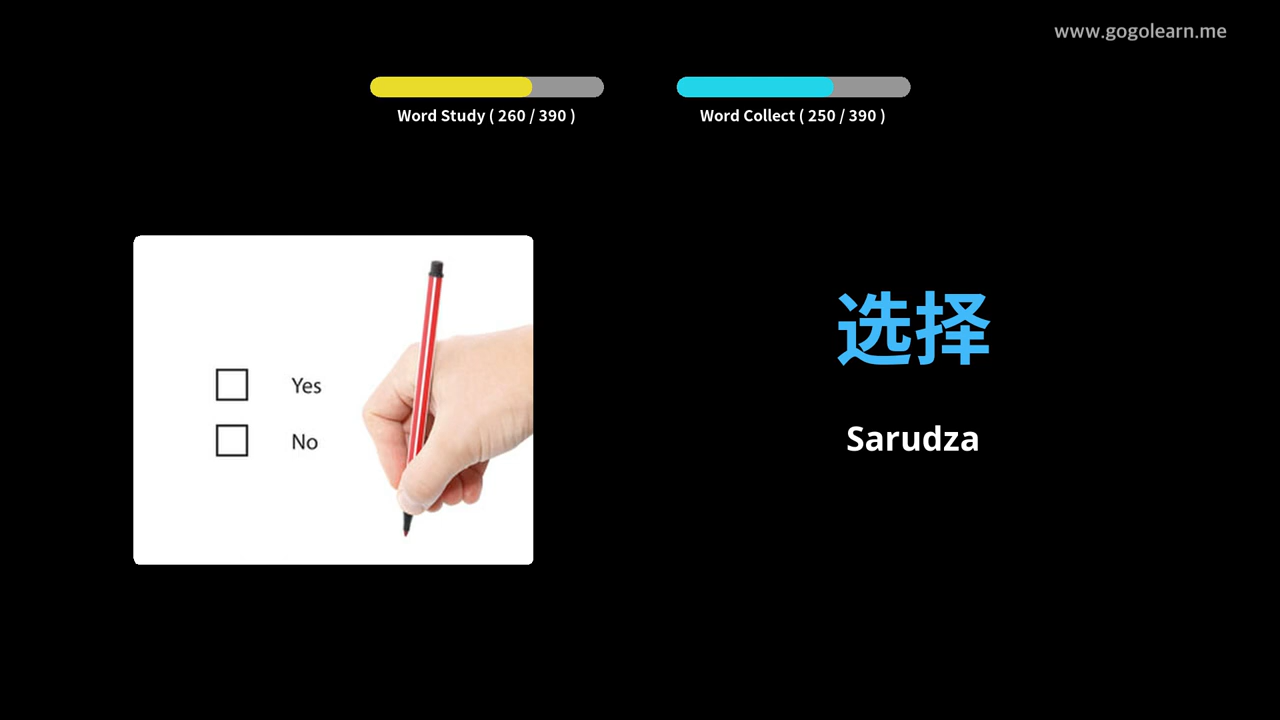 www.gogolearn.me
Word Study ( 260 / 390 )
Word Collect ( 250 / 390 )
Yes
No
选择
Sarudza